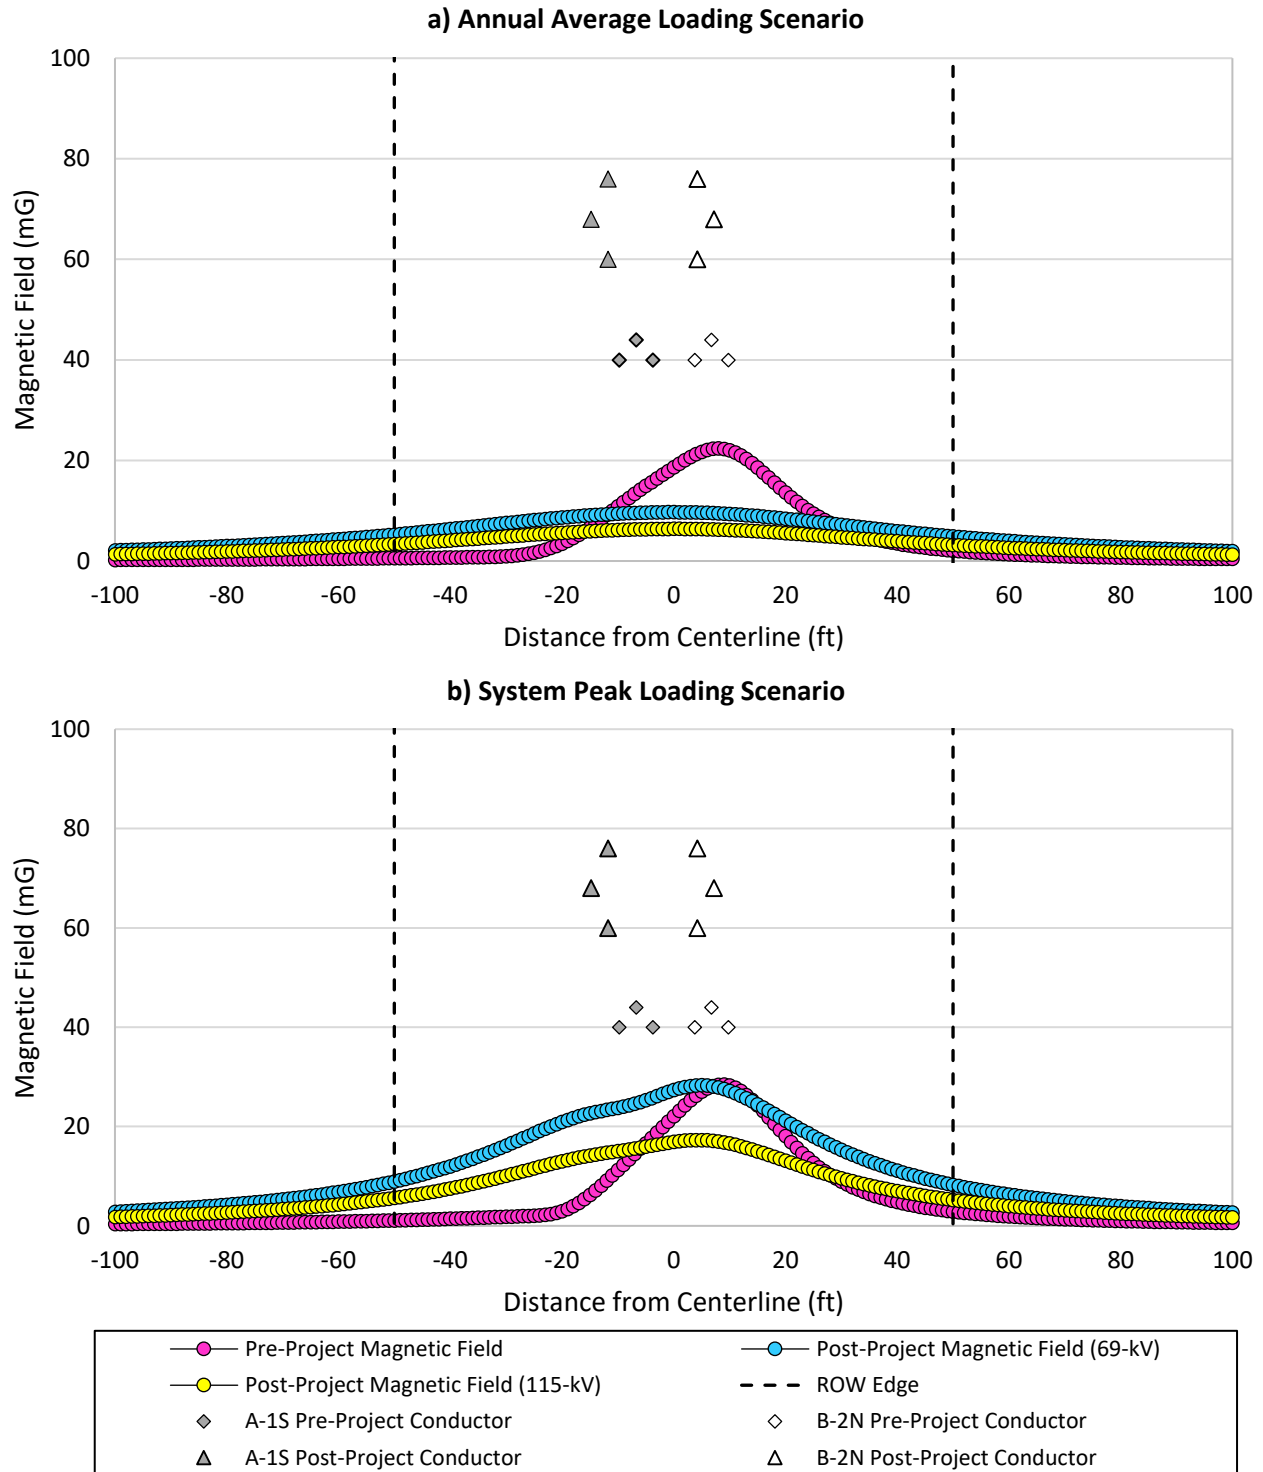 a) Annual Average Loading Scenario
100
80
60
40
20
0
Magnetic Field (mG)
-100 -80 -60 -40 -20 0 20 40 60 80 100
Distance from Centerline (ft)
b) System Peak Loading Scenario
100
80
60
40
20
0
Magnetic Field (mG)
-100 -80 -60 -40 -20 0 20 40 60 80 100
Distance from Centerline (ft)
Pre-Project Magnetic Field Post-Project Magnetic Field (69-kV)
Post-Project Magnetic Field (115-kV) ROW Edge
A-1S Pre-Project Conductor B-2N Pre-Project Conductor
A-1S Post-Project Conductor B-2N Post-Project Conductor